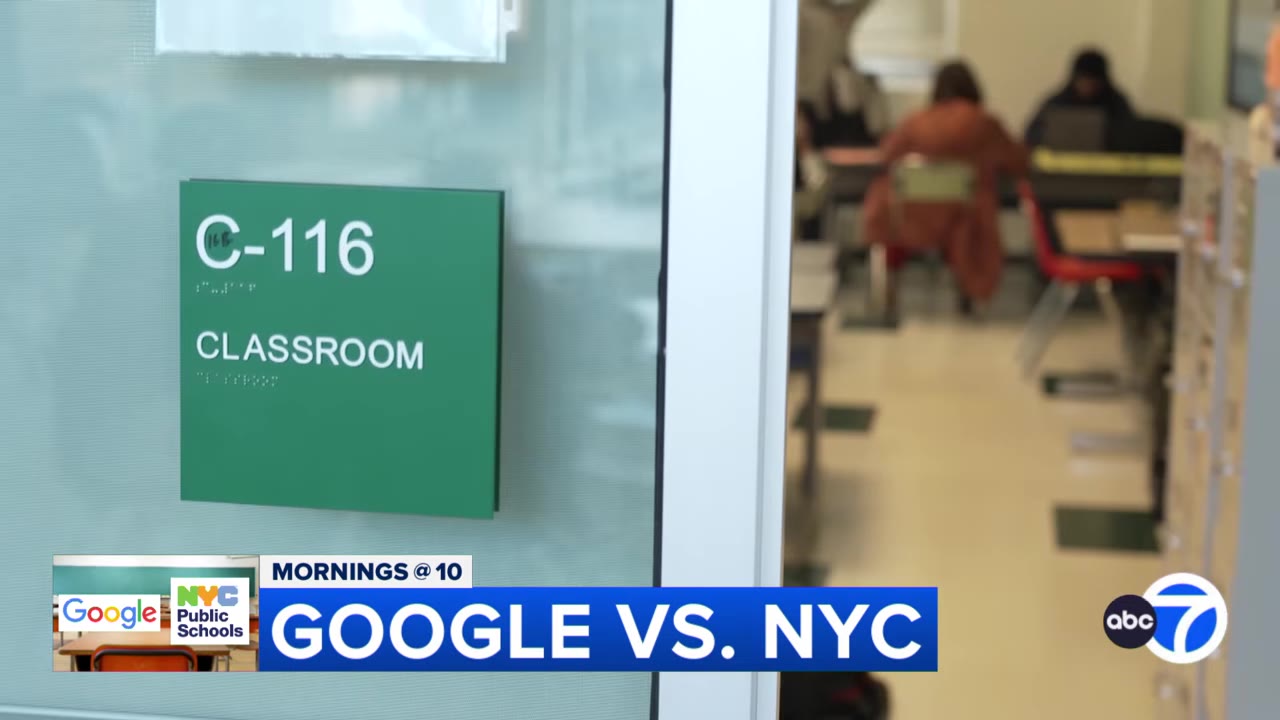 C-116
CLASSROOM
Google
NYC
Public
Schools
MORNINGS @ 10
GOOGLE VS. NYC
abc
7